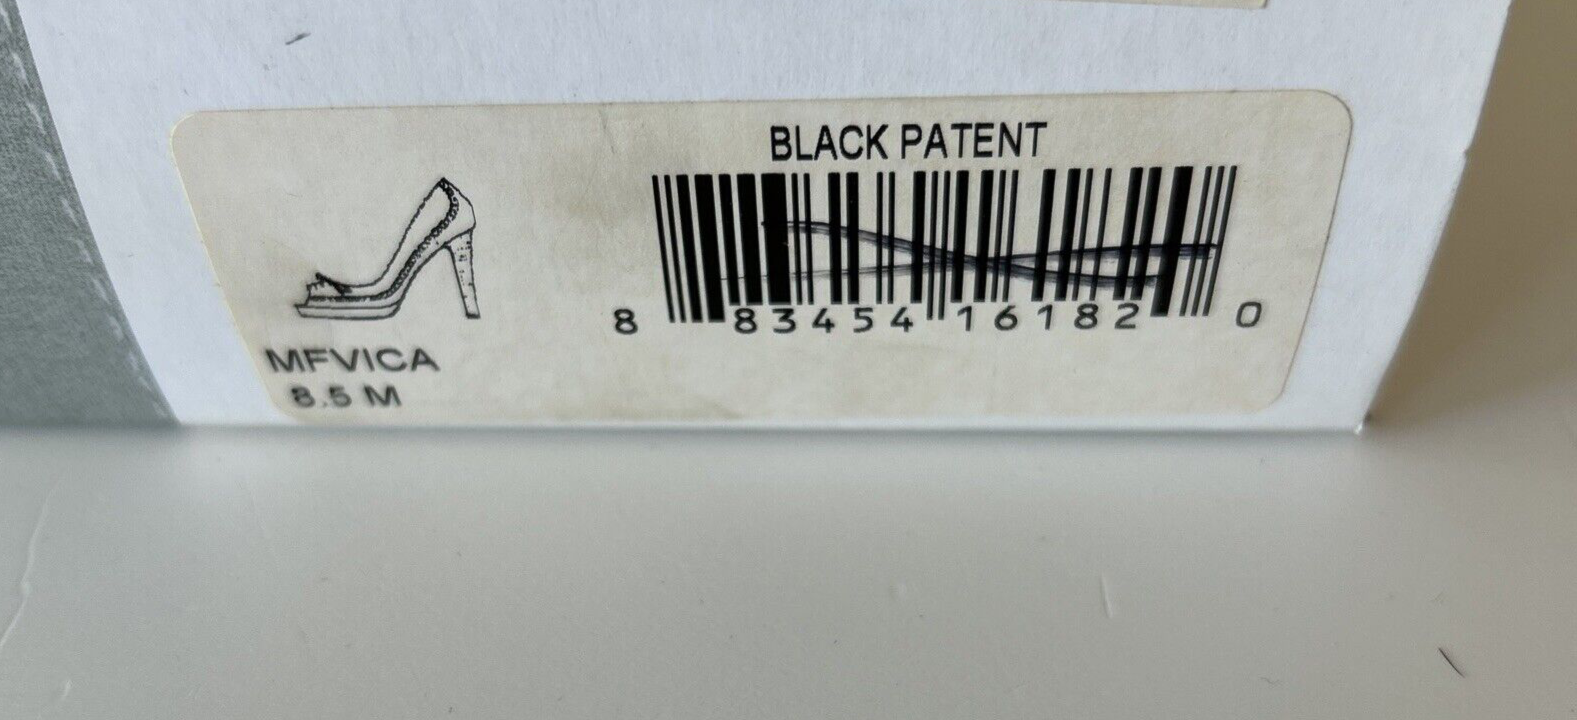 BLACK PATENT
8 83454 16182 0
MFVICA
8.5 M